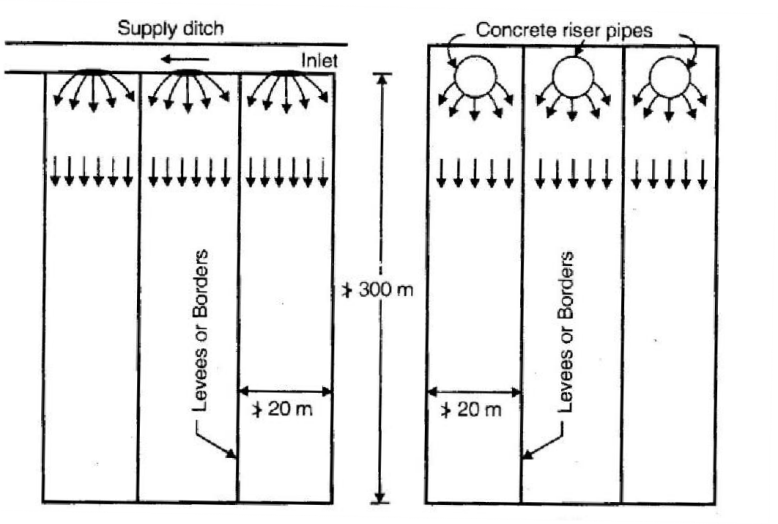 Supply ditch
Inlet
Concrete riser pipes
≯ 300 m
Levees or Borders
≯ 20 m
Levees or Borders
≯ 20 m